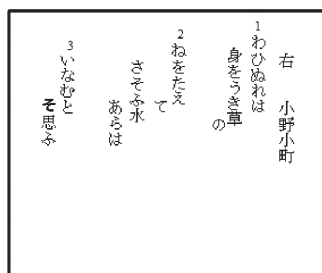 右　小野小町
1わひぬれは
身をうき草
の
2ねをたえ
て
さそふ水
あらは
3いなむと
そ思ふ